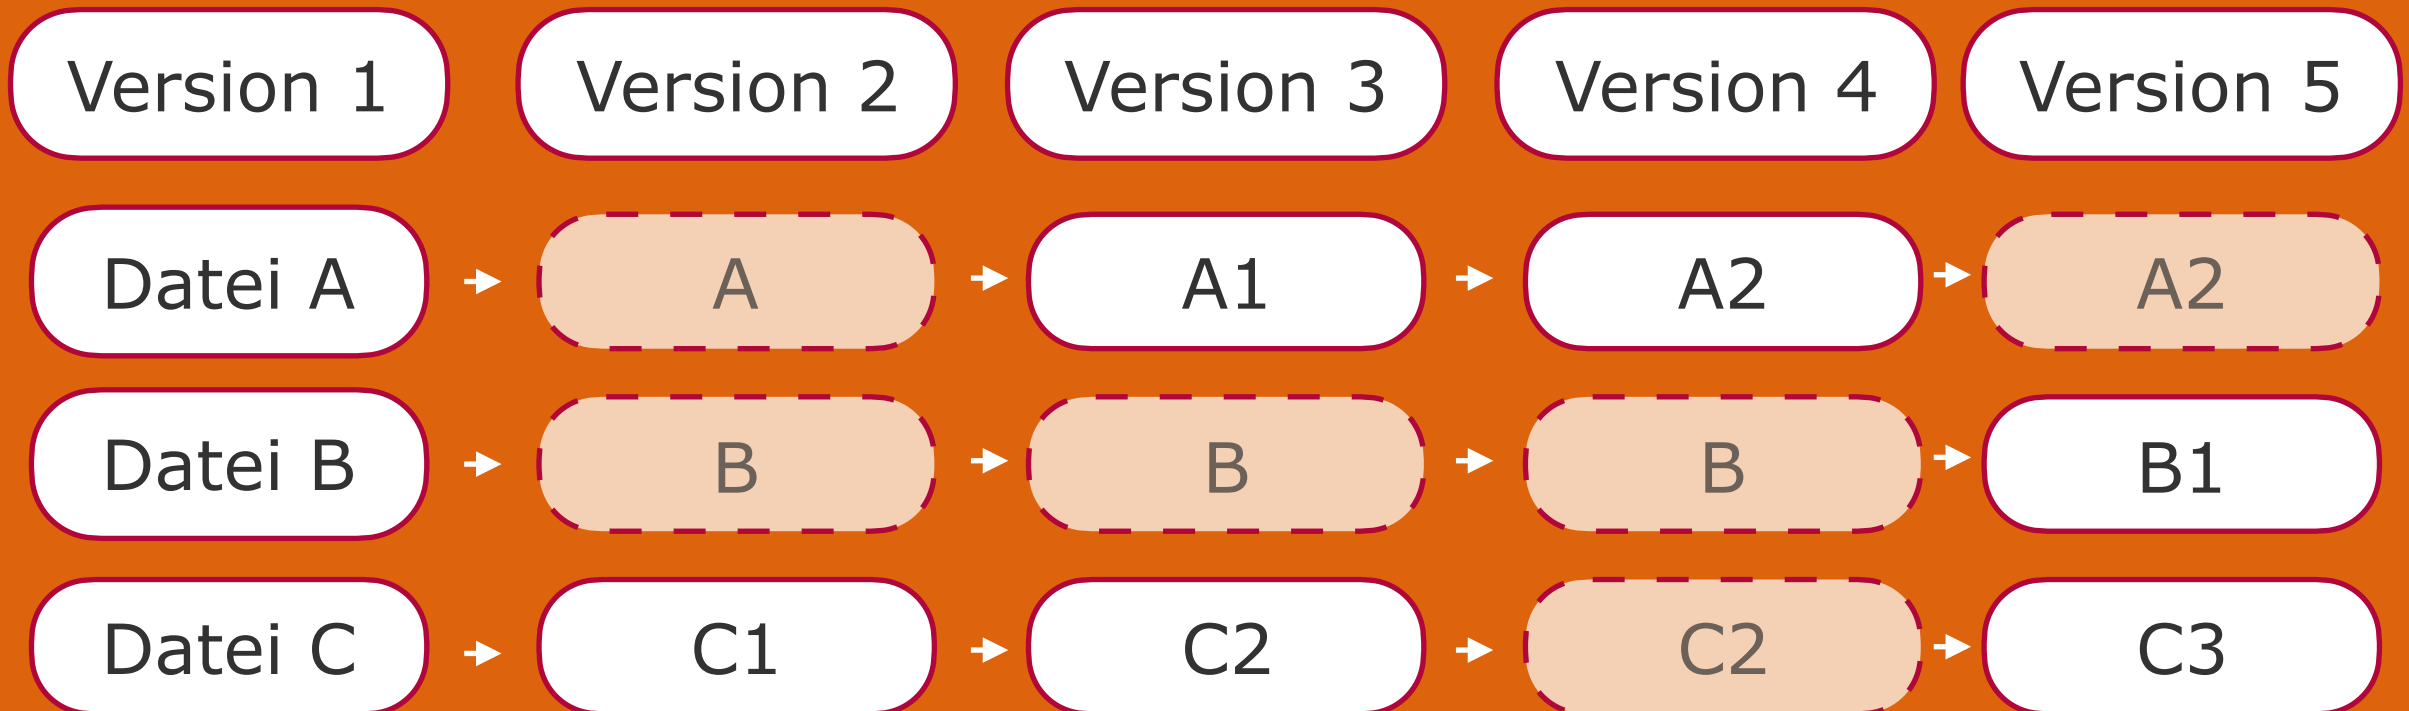 Version 1 Version 2 Version 3 Version 4 Version 5
Datei A A A1 A2 A2
Datei B B B B B1
Datei C C1 C2 C2 C3